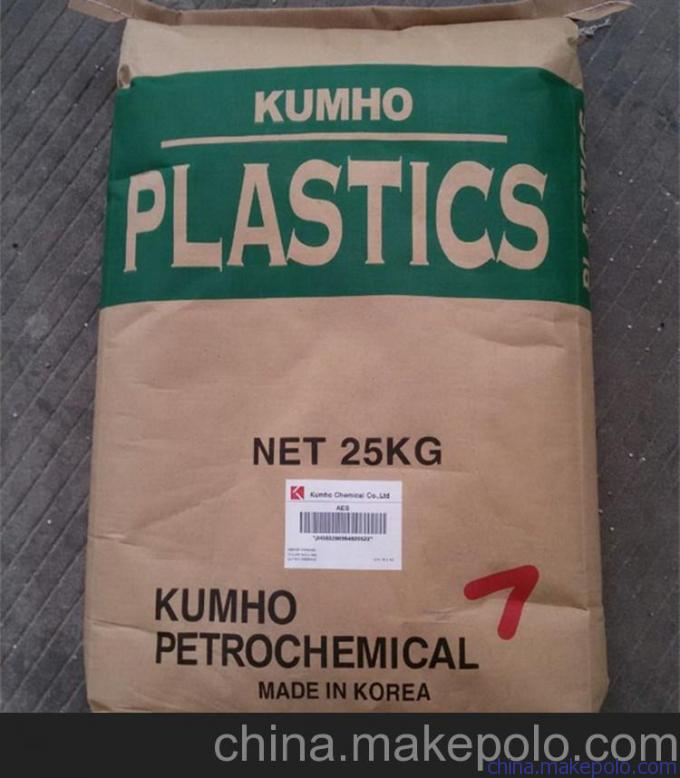 KUMHO
PLASTICS
PLASTICS
NET 25KG
Kumho Chemical Co.,Ltd
AES
KUMHO
PETROCHEMICAL
MADE IN KOREA
china.makepolo.com
china.makepolo.com